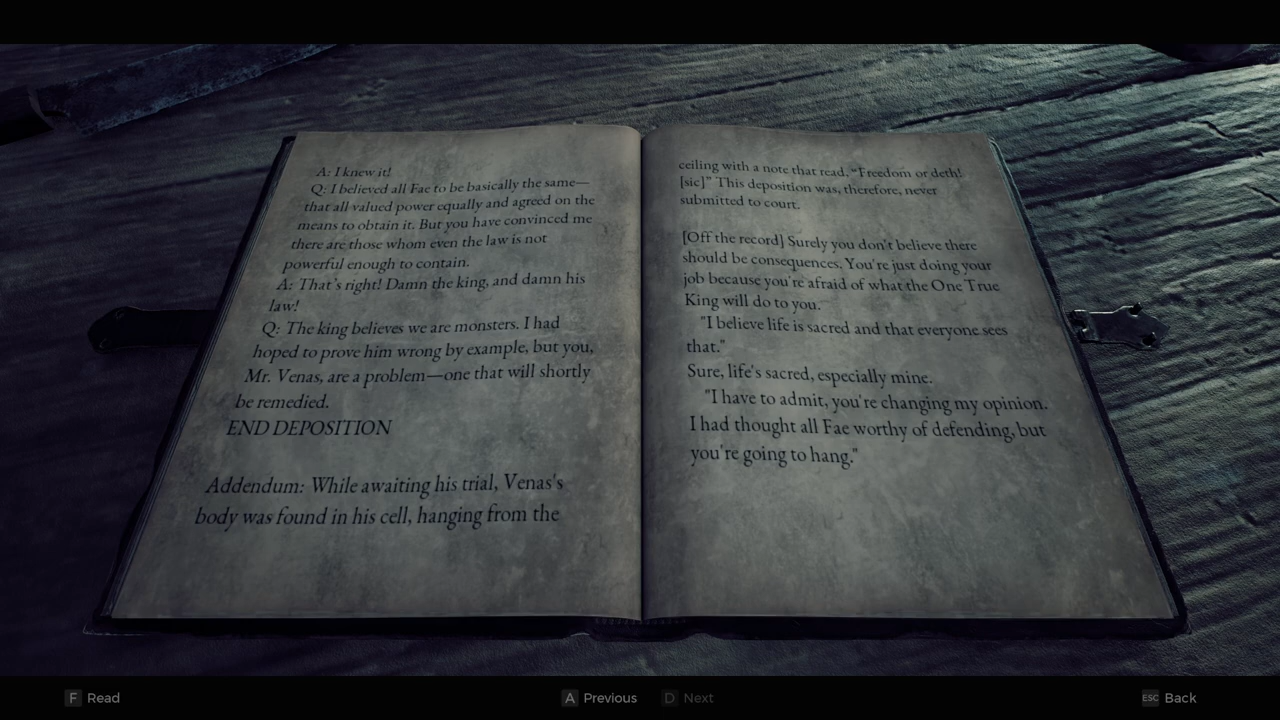 A: I knew it!
Q: I believed all Fae to be basically the same—
that all valued power equally and agreed on the
means to obtain it. But you have convinced me
there are those whom even the law is not
powerful enough to contain.
A: That's right! Damn the king, and damn his
law!
Q: The king believes we are monsters. I had
hoped to prove him wrong by example, but you,
Mr. Venas, are a problem—one that will shortly
be remedied.
END DEPOSITION
Addendum: While awaiting his trial, Venas's
body was found in his cell, hanging from the
ceiling with a note that read, "Freedom or deth!
[sic]" This deposition was, therefore, never
submitted to court.
[Off the record] Surely you don't believe there
should be consequences. You're just doing your
job because you're afraid of what the One True
King will do to you.
"I believe life is sacred and that everyone sees
that."
Sure, life's sacred, especially mine.
"I have to admit, you're changing my opinion.
I had thought all Fae worthy of defending, but
you're going to hang."
F Read
A Previous
D Next
ESC Back